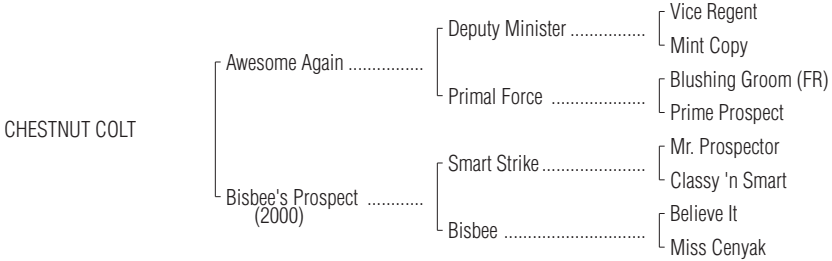 Vice Regent
Deputy Minister ................
Mint Copy
Awesome Again ................
Blushing Groom (FR)
Primal Force ....................
Prime Prospect
CHESTNUT COLT
Mr. Prospector
Smart Strike......................
Classy 'n Smart
Bisbee's Prospect ............
(2000)
Believe It
Bisbee ..............................
Miss Cenyak